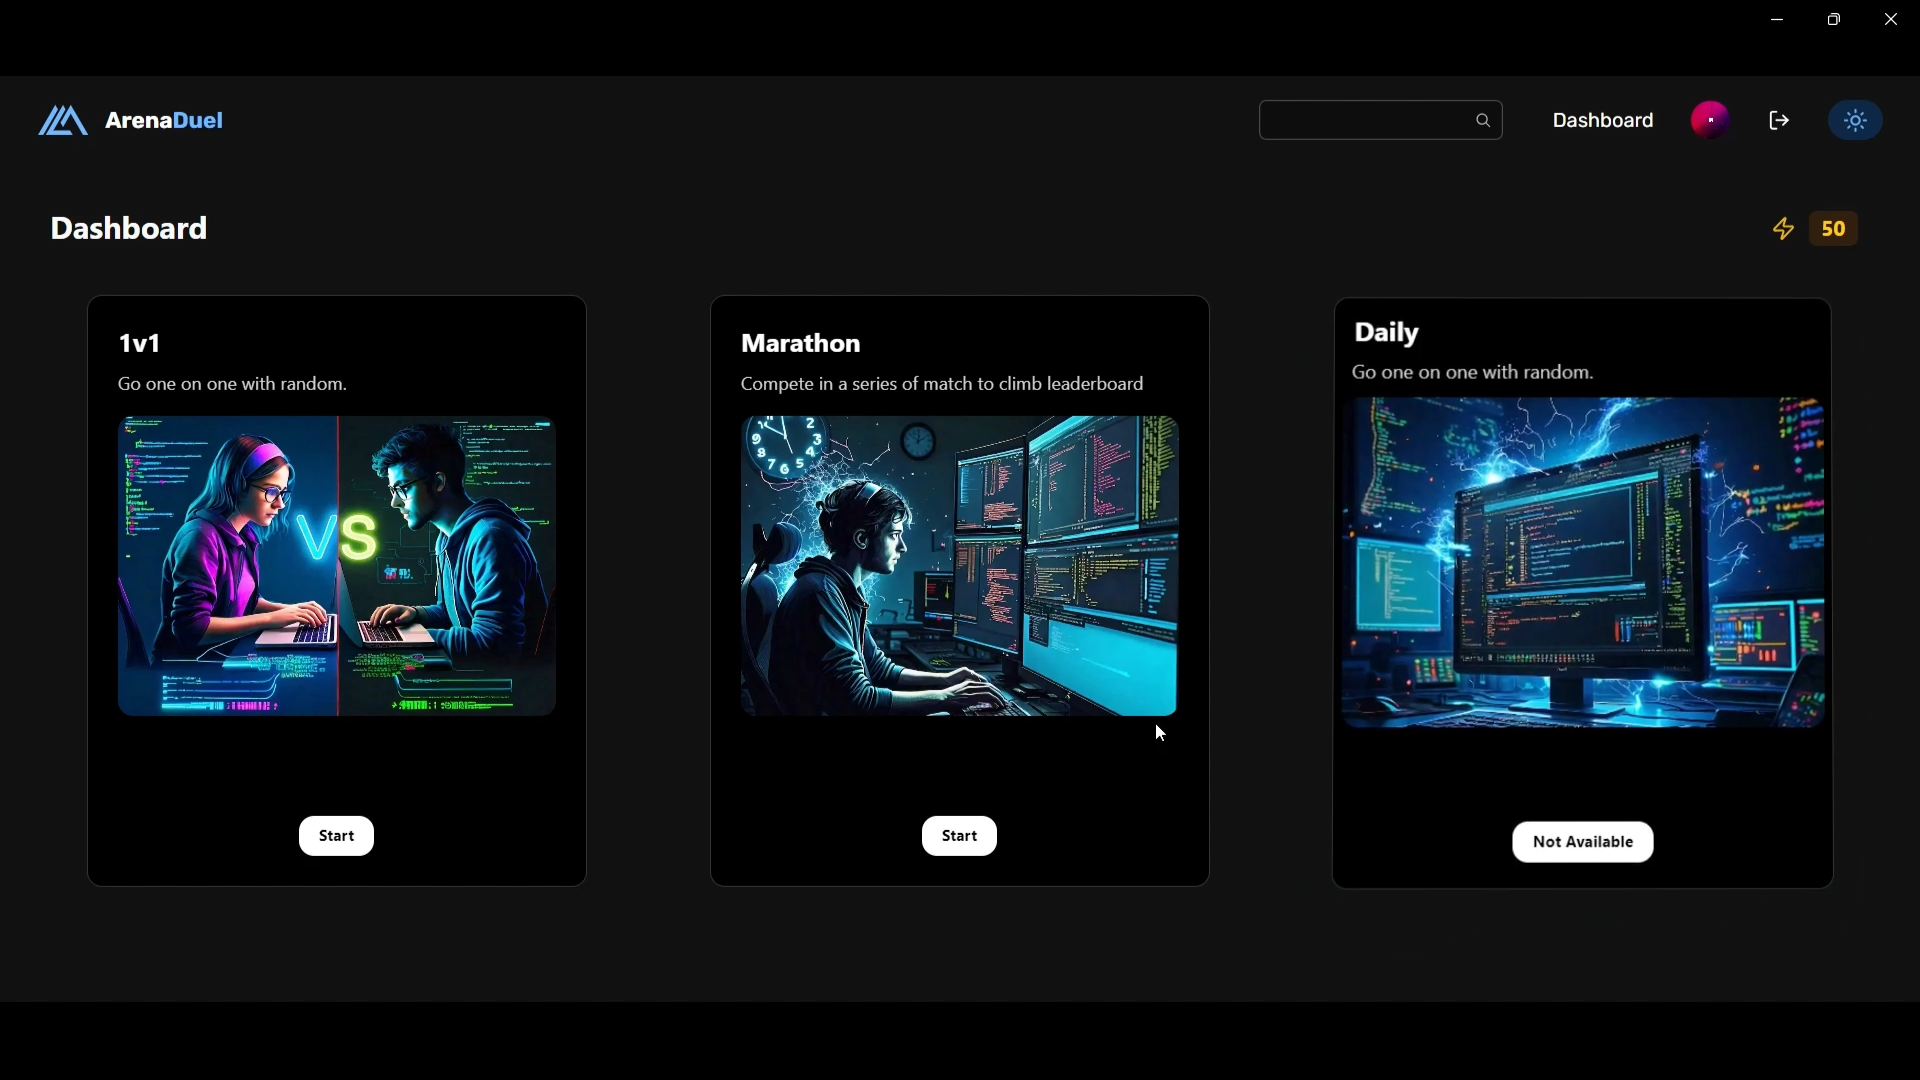 ArenaDuel
Dashboard
Dashboard
50
1v1
Go one on one with random.
VS
Start
Marathon
Compete in a series of match to climb leaderboard
Start
Daily
Go one on one with random.
Not Available